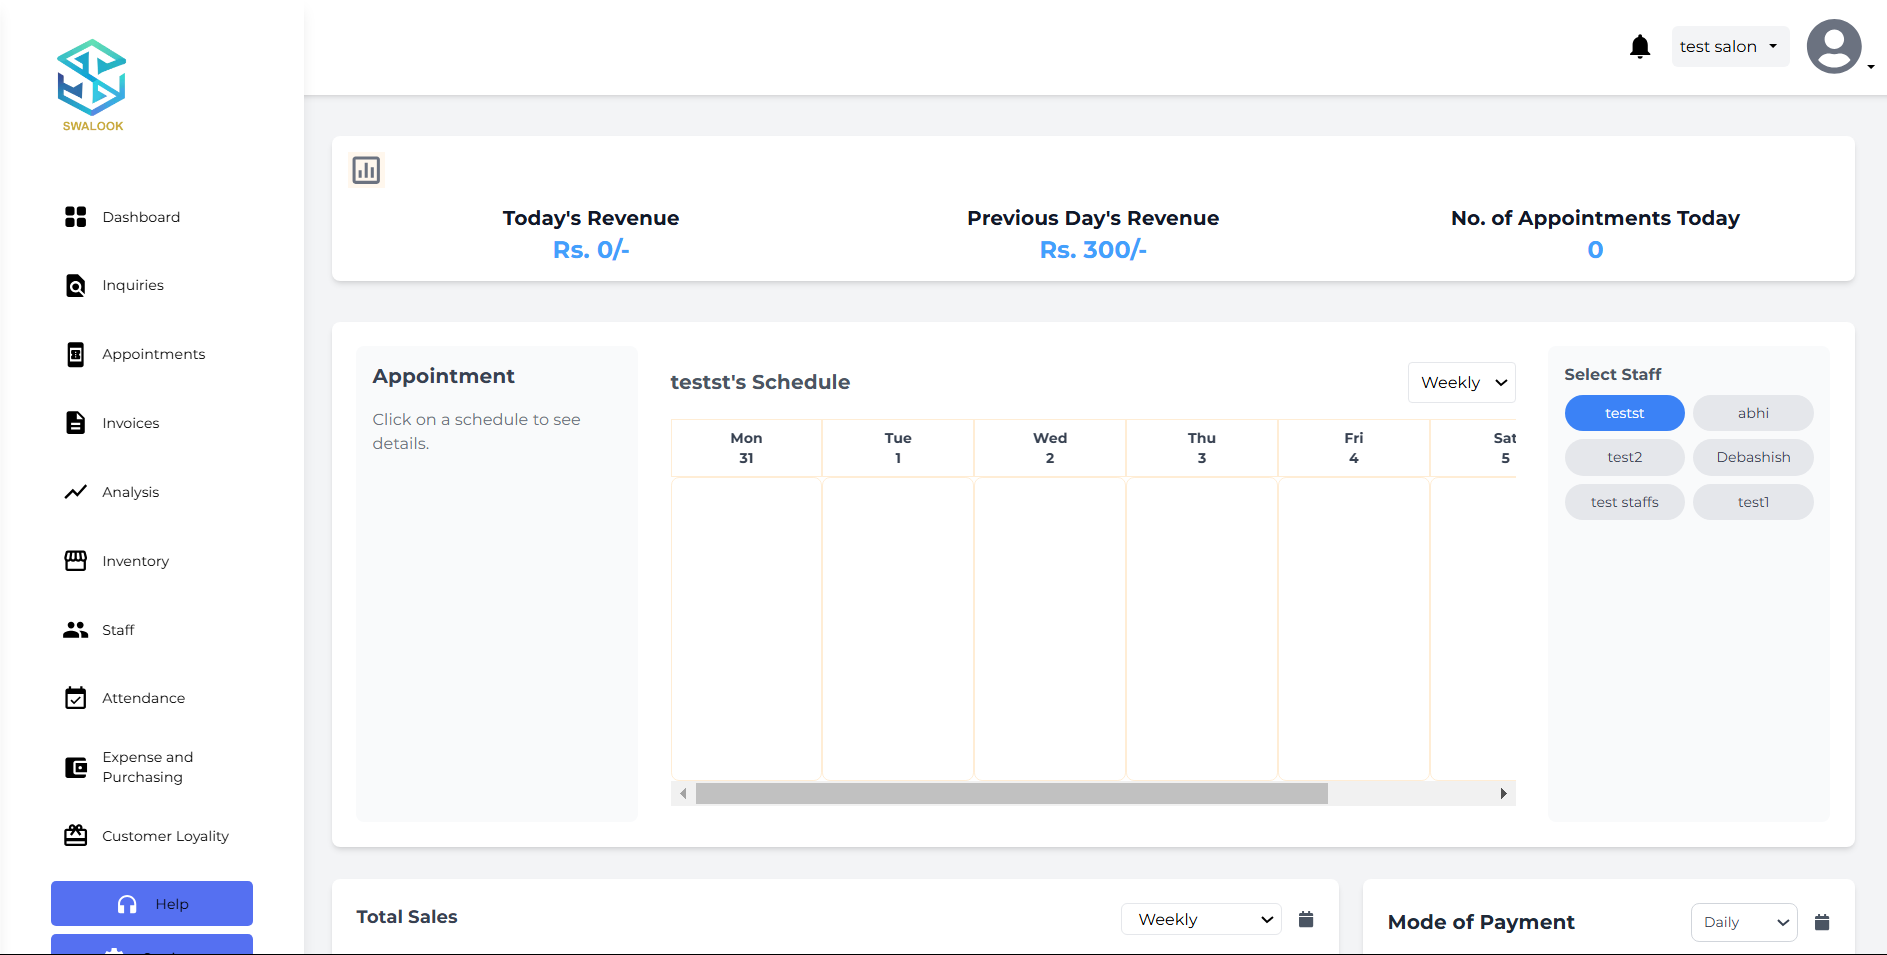 SWALOOK
test salon
Dashboard
Inquiries
Appointments
Invoices
Analysis
Inventory
Staff
Attendance
Expense and
Purchasing
Customer Loyality
Help
Today's Revenue
Rs. 0/-
Previous Day's Revenue
Rs. 300/-
No. of Appointments Today
0
Appointment
Click on a schedule to see
details.
testst's Schedule
Weekly
Mon
31
Tue
1
Wed
2
Thu
3
Fri
4
Sat
5
Select Staff
testst
abhi
test2
Debashish
test staffs
test1
Total Sales
Weekly
Mode of Payment
Daily